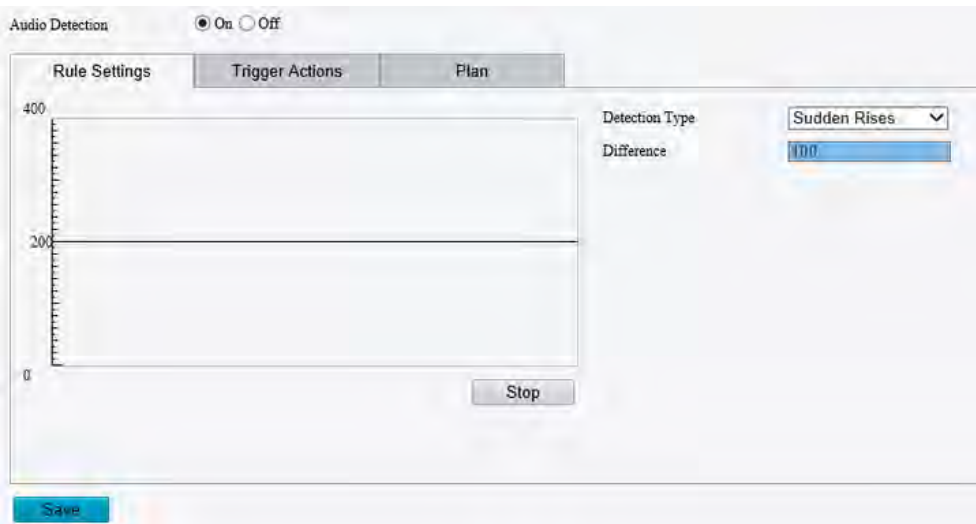 Audio Detection On Off
Rule Settings Trigger Actions Plan
400
Detection Type Sudden Rises
Difference 100
200
0
Stop
Save